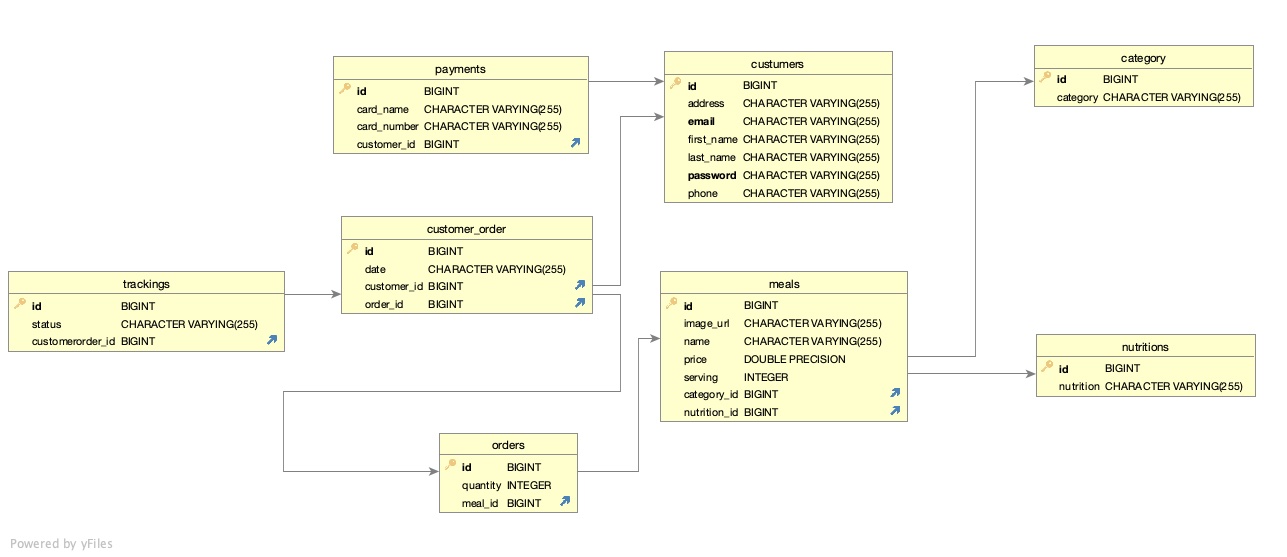 payments
id BIGINT
card_name CHARACTER VARYING(255)
card_number CHARACTER VARYING(255)
customer_id BIGINT
custumers
id BIGINT
address CHARACTER VARYING(255)
email CHARACTER VARYING(255)
first_name CHARACTER VARYING(255)
last_name CHARACTER VARYING(255)
password CHARACTER VARYING(255)
phone CHARACTER VARYING(255)
category
id BIGINT
category CHARACTER VARYING(255)
customer_order
id BIGINT
date CHARACTER VARYING(255)
customer_id BIGINT
order_id BIGINT
trackings
id BIGINT
status CHARACTER VARYING(255)
customerorder_id BIGINT
meals
id BIGINT
image_url CHARACTER VARYING(255)
name CHARACTER VARYING(255)
price DOUBLE PRECISION
serving INTEGER
category_id BIGINT
nutrition_id BIGINT
nutritions
id BIGINT
nutrition CHARACTER VARYING(255)
orders
id BIGINT
quantity INTEGER
meal_id BIGINT
Powered by yFiles